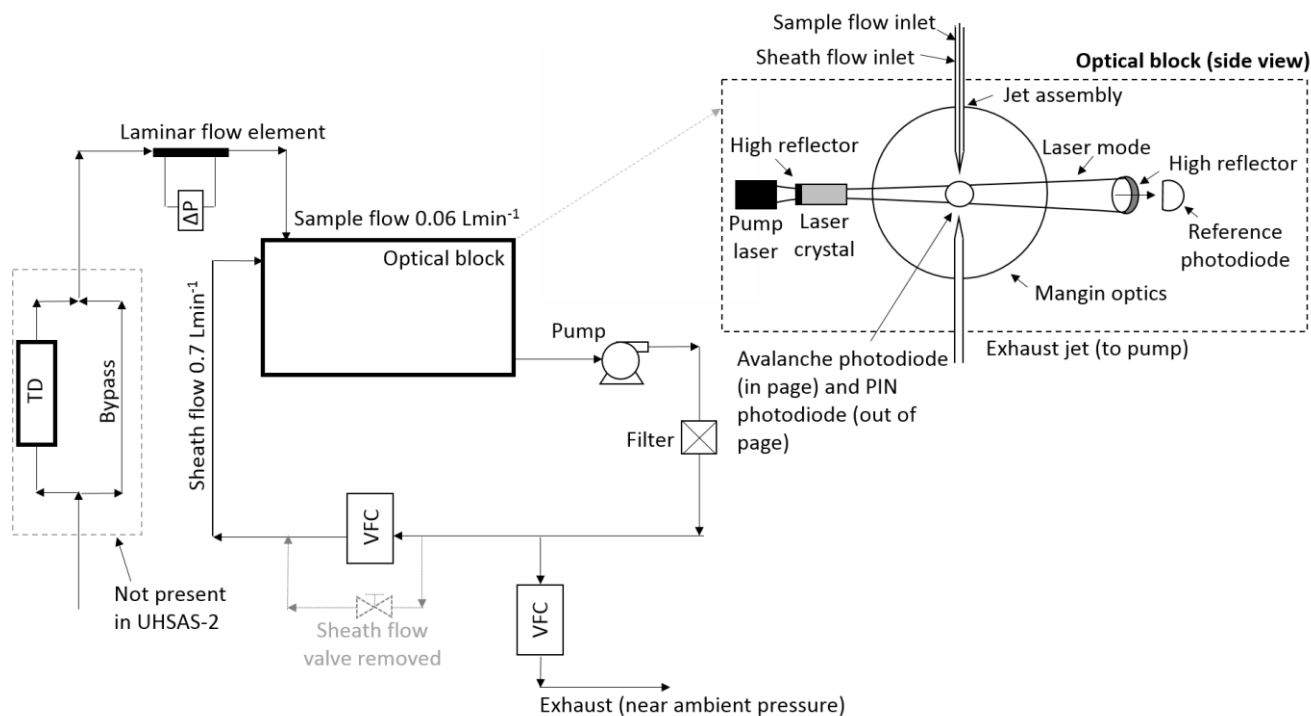 Sample flow inlet
Sheath flow inlet
Optical block (side view)
Jet assembly
Laminar flow element
High reflector
Laser mode
High reflector
ΔP
Sample flow 0.06 Lmin⁻¹
Optical block
Pump
laser
Laser
crystal
Reference
photodiode
Mangin optics
Sheath flow 0.7 Lmin⁻¹
Pump
Exhaust jet (to pump)
Avalanche photodiode
(in page) and PIN
photodiode (out of
page)
TD
Bypass
Filter
VFC
Not present
in UHSAS-2
Sheath flow
valve removed
VFC
Exhaust (near ambient pressure)